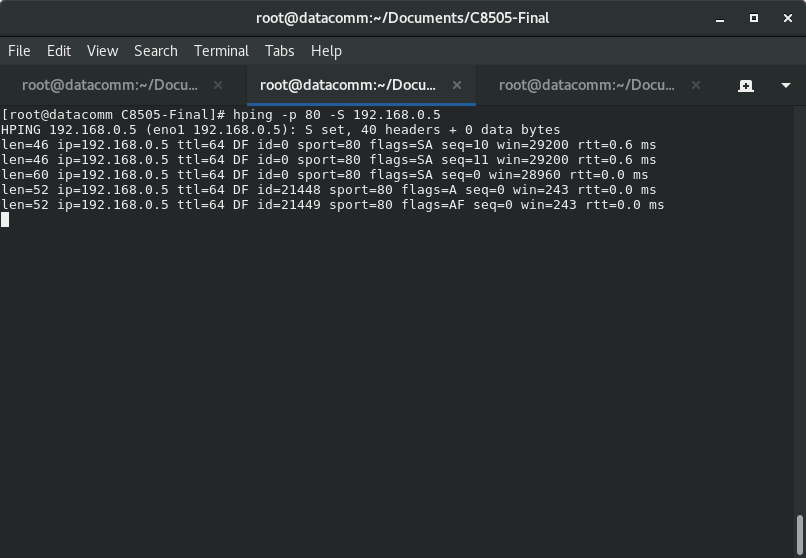 root@datacomm:~/Documents/C8505-Final
File Edit View Search Terminal Tabs Help
root@datacomm:~/Docu... root@datacomm:~/Docu... root@datacomm:~/Docu...
[root@datacomm C8505-Final]# hping -p 80 -S 192.168.0.5
HPING 192.168.0.5 (eno1 192.168.0.5): S set, 40 headers + 0 data bytes
len=46 ip=192.168.0.5 ttl=64 DF id=0 sport=80 flags=SA seq=10 win=29200 rtt=0.6 ms
len=46 ip=192.168.0.5 ttl=64 DF id=0 sport=80 flags=SA seq=11 win=29200 rtt=0.6 ms
len=60 ip=192.168.0.5 ttl=64 DF id=0 sport=80 flags=SA seq=0 win=28960 rtt=0.0 ms
len=52 ip=192.168.0.5 ttl=64 DF id=21448 sport=80 flags=A seq=0 win=243 rtt=0.0 ms
len=52 ip=192.168.0.5 ttl=64 DF id=21449 sport=80 flags=AF seq=0 win=243 rtt=0.0 ms